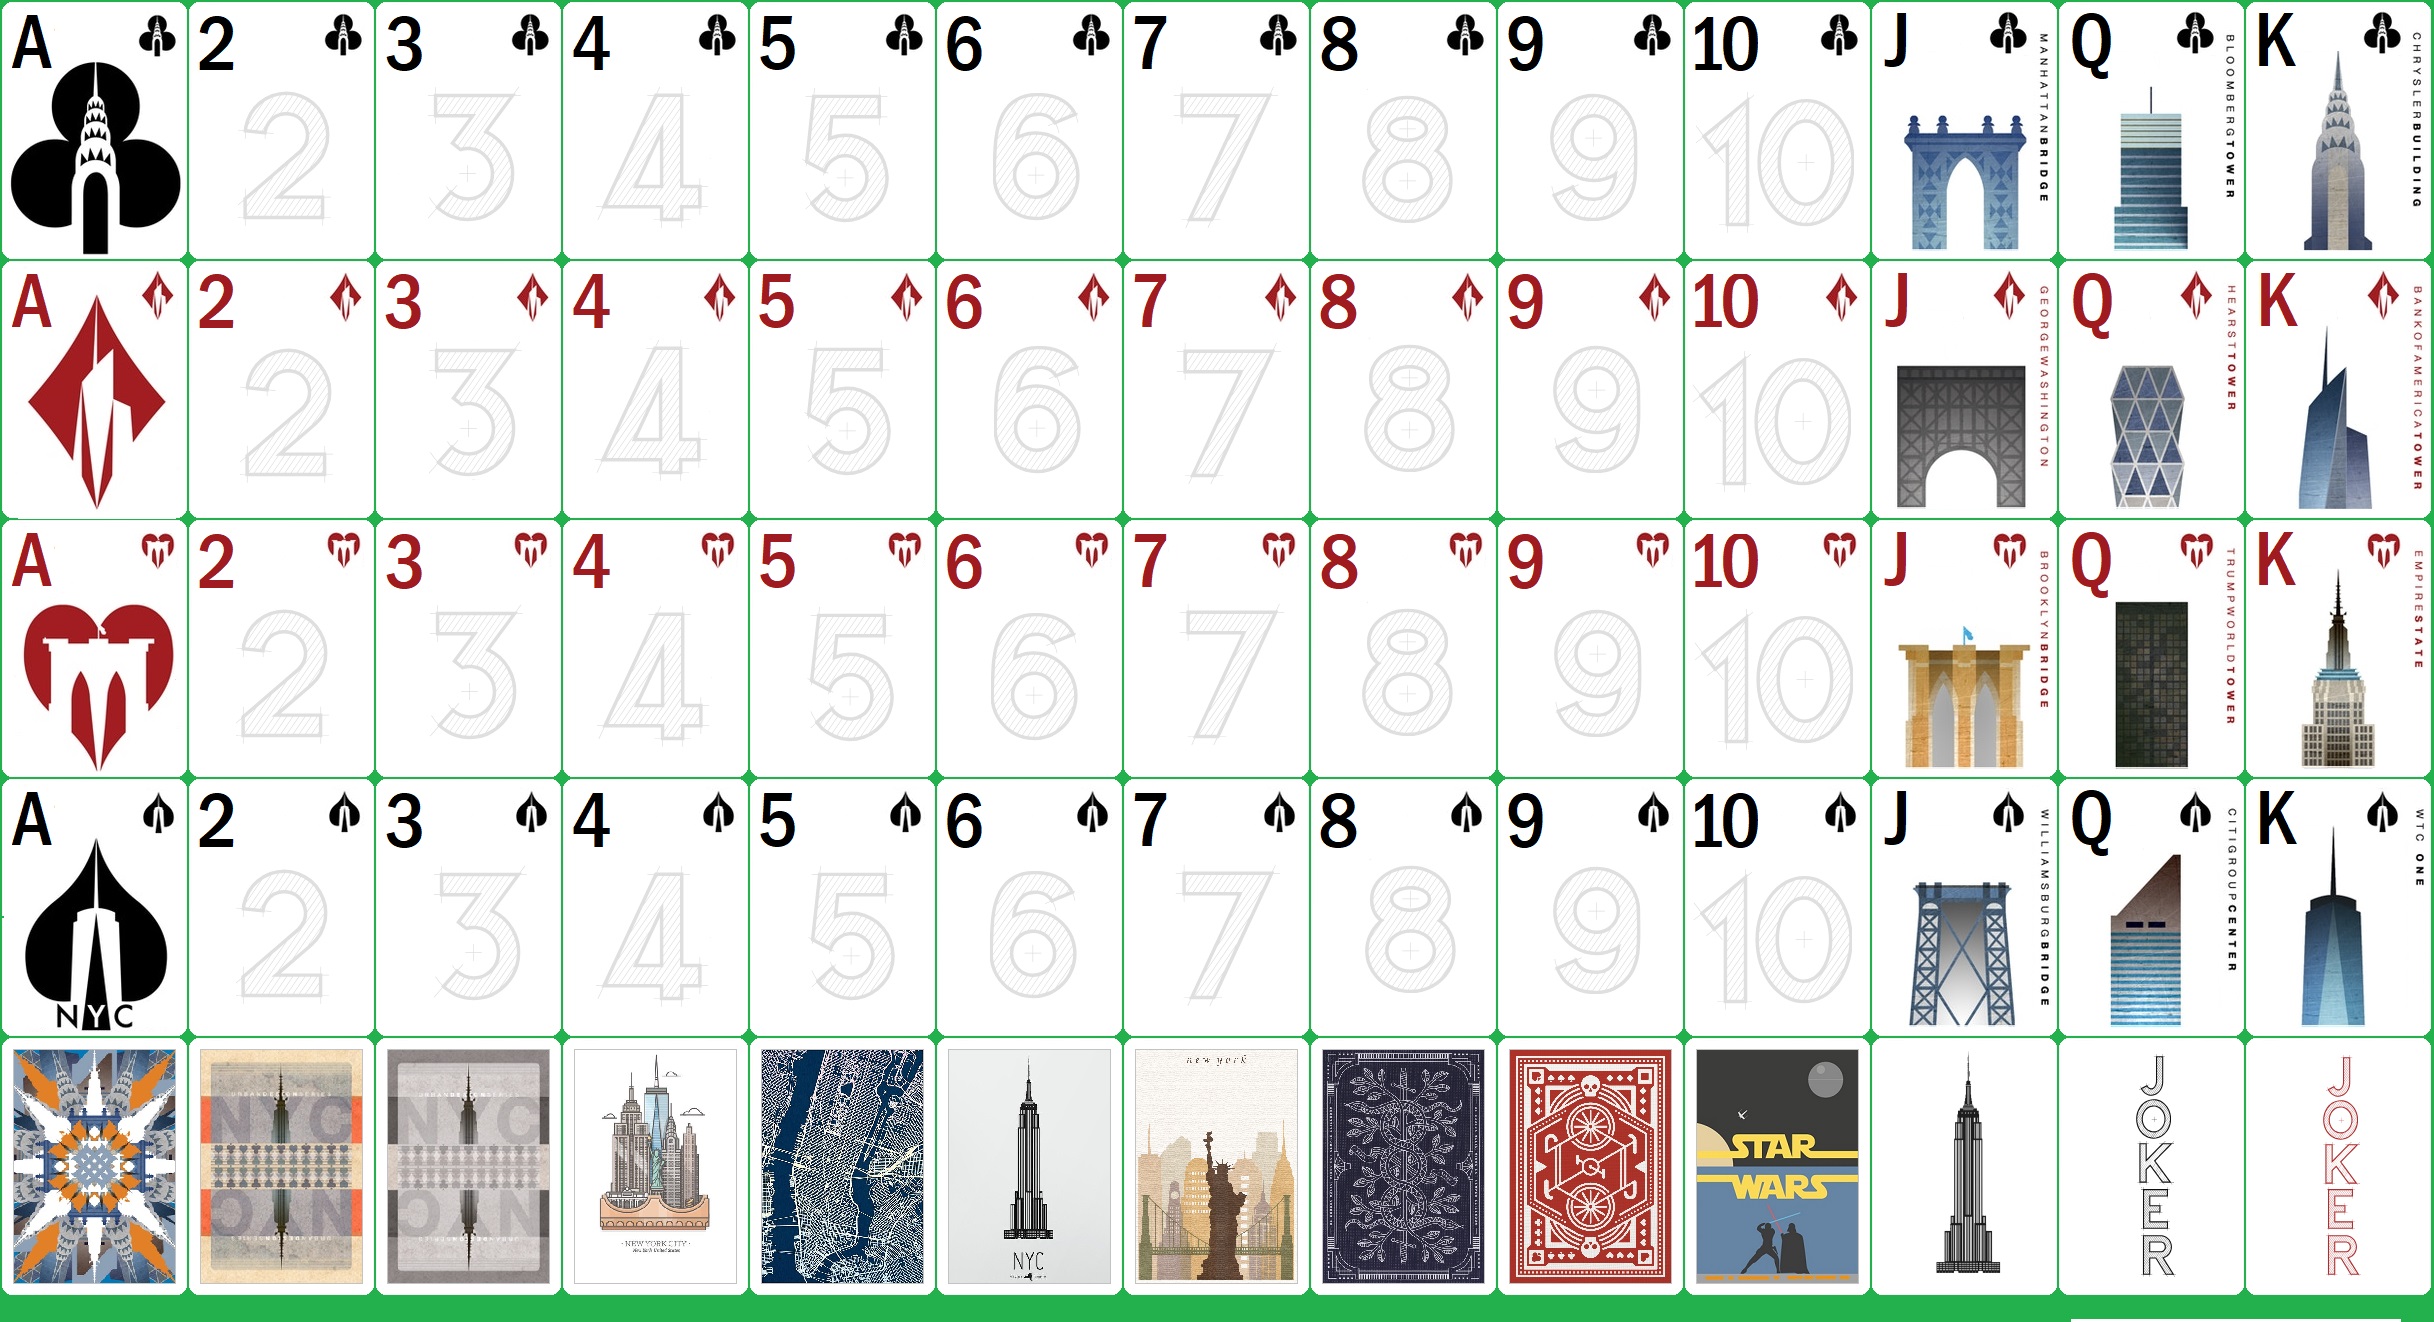 A 2 3 4 5 6 7 8 9 10 J Q K
2 3 4 5 6 7 8 9 10
MANHATTANBRIDGE
BLOOMBERGTOWER
CHRYSLERBUILDING
A 2 3 4 5 6 7 8 9 10 J Q K
2 3 4 5 6 7 8 9 10
GEORGEWASHINGTON
HEARSTTOWER
BANKOFAMERICATOWER
A 2 3 4 5 6 7 8 9 10 J Q K
2 3 4 5 6 7 8 9 10
BROOKLYNBRIDGE
TRUMPWORLDTOWER
EMPIRESTATE
A 2 3 4 5 6 7 8 9 10 J Q K
2 3 4 5 6 7 8 9 10
NYC
WILLIAMSBURGBRIDGE
CITIGROUPCENTER
WTC ONE
NYC
NYC
NYC
NYC
· NEW YORK CITY ·
New York United States
NYC
new york
STAR
WARS
JOKER
JOKER